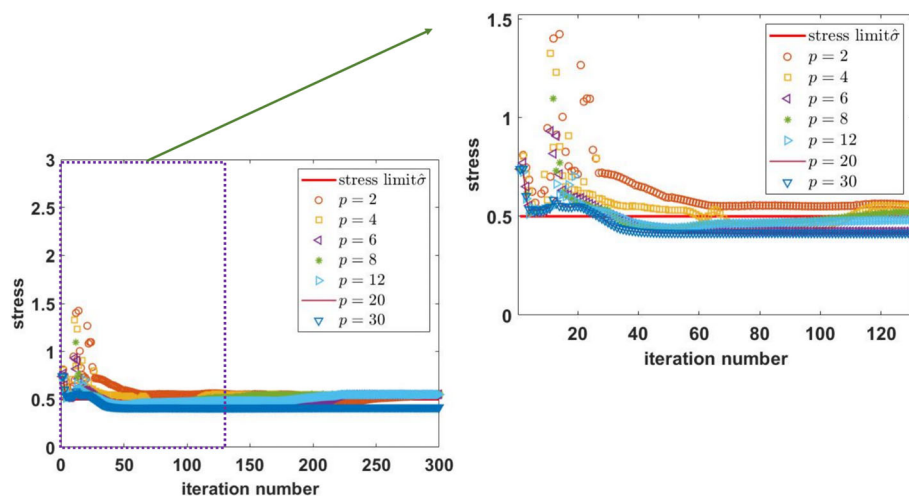 3
2.5
2
1.5
1
0.5
0
0
50
100
150
200
250
300
stress
iteration number
stress limit σ̂
p = 2
p = 4
p = 6
p = 8
p = 12
p = 20
p = 30
1.5
1
0.5
0
20
40
60
80
100
120
stress
iteration number
stress limit σ̂
p = 2
p = 4
p = 6
p = 8
p = 12
p = 20
p = 30